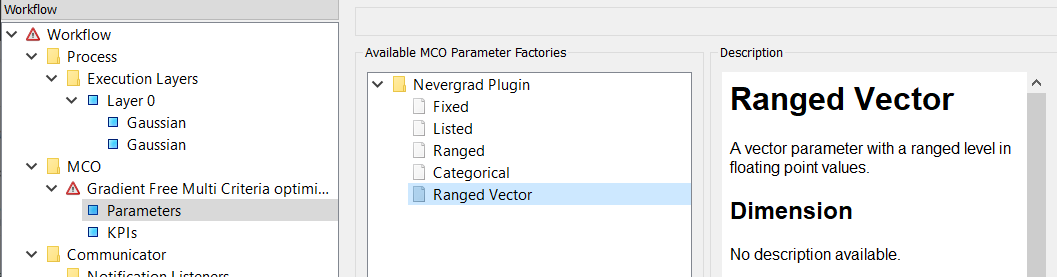 Workflow
Workflow
Process
Execution Layers
Layer 0
Gaussian
Gaussian
MCO
Gradient Free Multi Criteria optimi...
Parameters
KPIs
Communicator
Notification Listeners
Available MCO Parameter Factories
Nevergrad Plugin
Fixed
Listed
Ranged
Categorical
Ranged Vector
Description
Ranged Vector
A vector parameter with a ranged level in
floating point values.
Dimension
No description available.